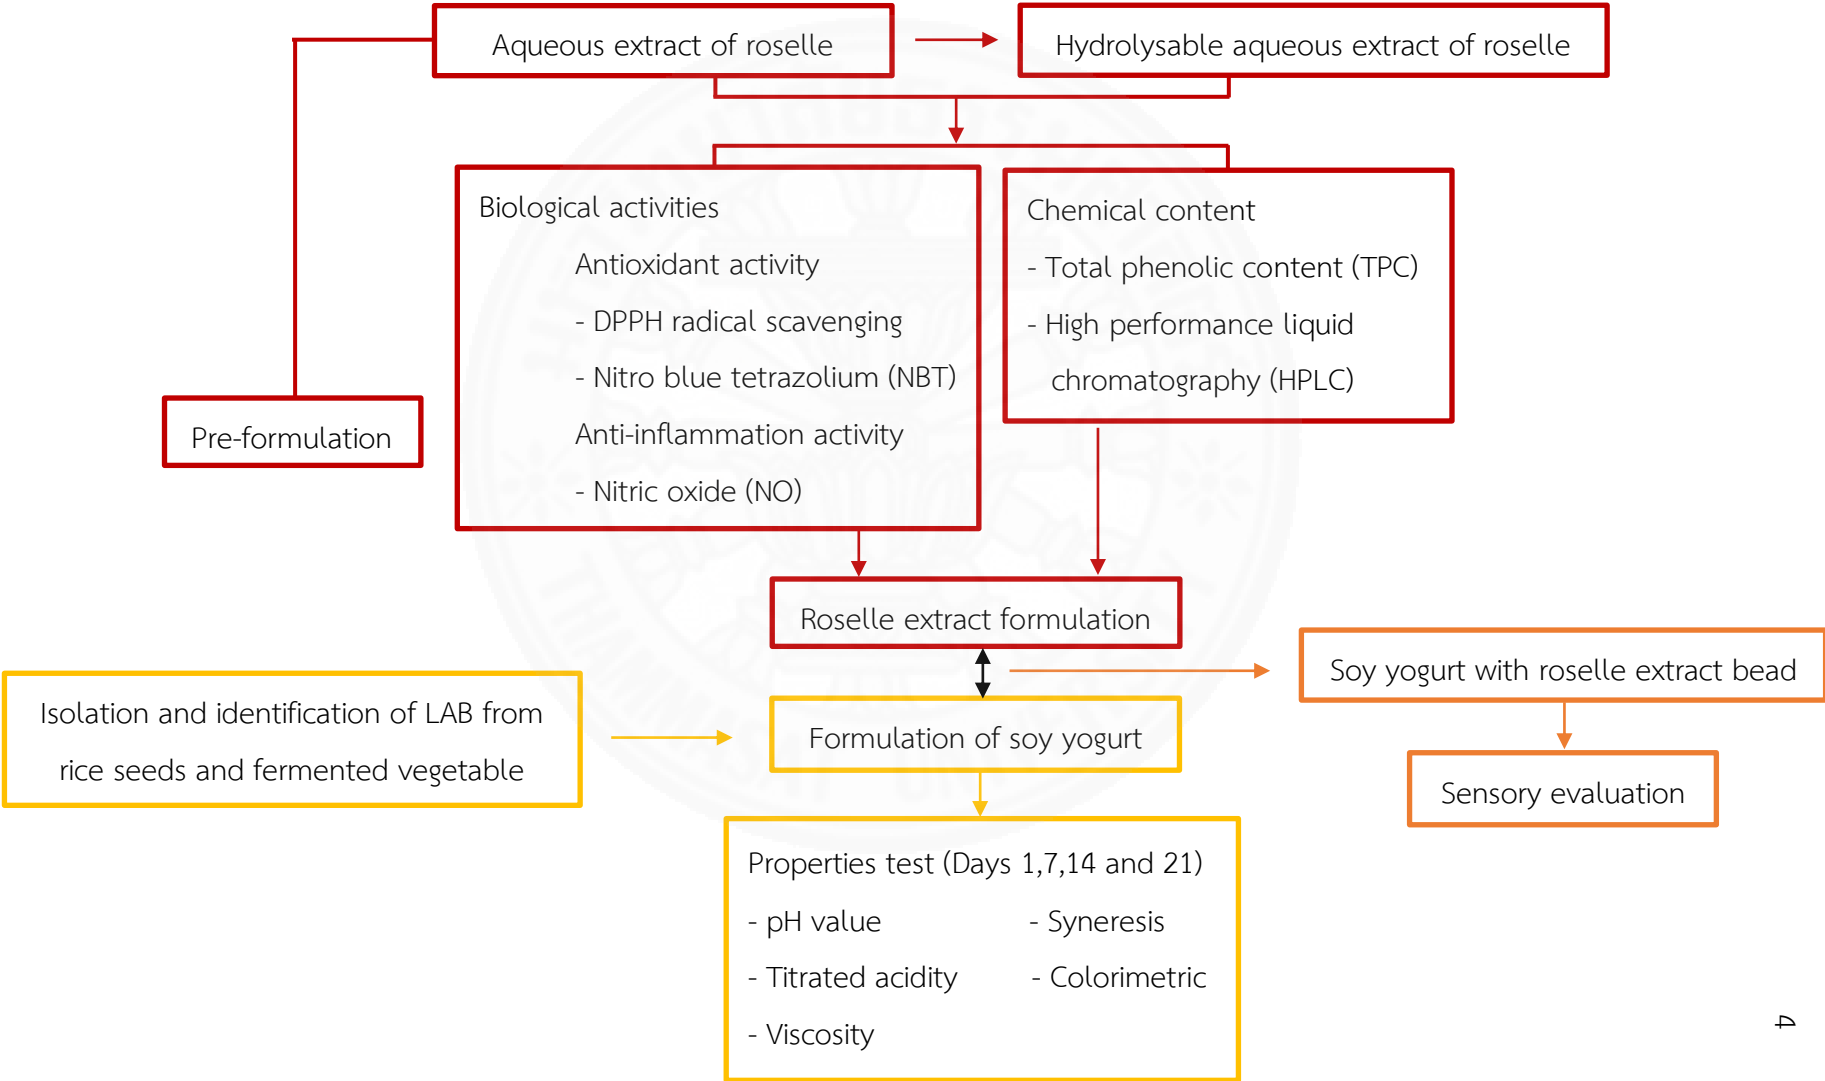 Aqueous extract of roselle
Hydrolysable aqueous extract of roselle
Biological activities
Antioxidant activity
- DPPH radical scavenging
- Nitro blue tetrazolium (NBT)
Anti-inflammation activity
- Nitric oxide (NO)
Chemical content
- Total phenolic content (TPC)
- High performance liquid
chromatography (HPLC)
Pre-formulation
Roselle extract formulation
Soy yogurt with roselle extract bead
Isolation and identification of LAB from
rice seeds and fermented vegetable
Formulation of soy yogurt
Sensory evaluation
Properties test (Days 1,7,14 and 21)
- pH value
- Syneresis
- Titrated acidity
- Colorimetric
- Viscosity
4